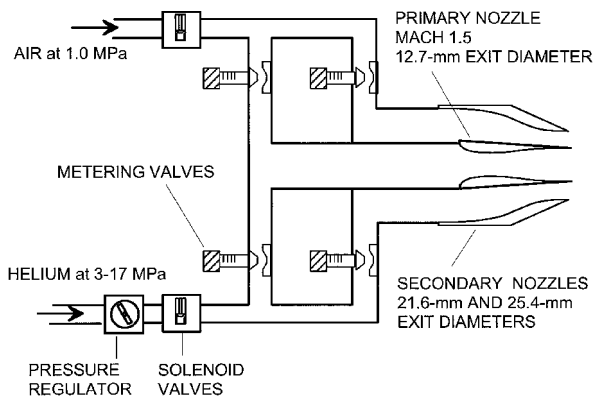 PRIMARY NOZZLE
MACH 1.5
12.7-mm EXIT DIAMETER
AIR at 1.0 MPa
METERING VALVES
HELIUM at 3-17 MPa
SECONDARY NOZZLES
21.6-mm AND 25.4-mm
EXIT DIAMETERS
PRESSURE
REGULATOR
SOLENOID
VALVES